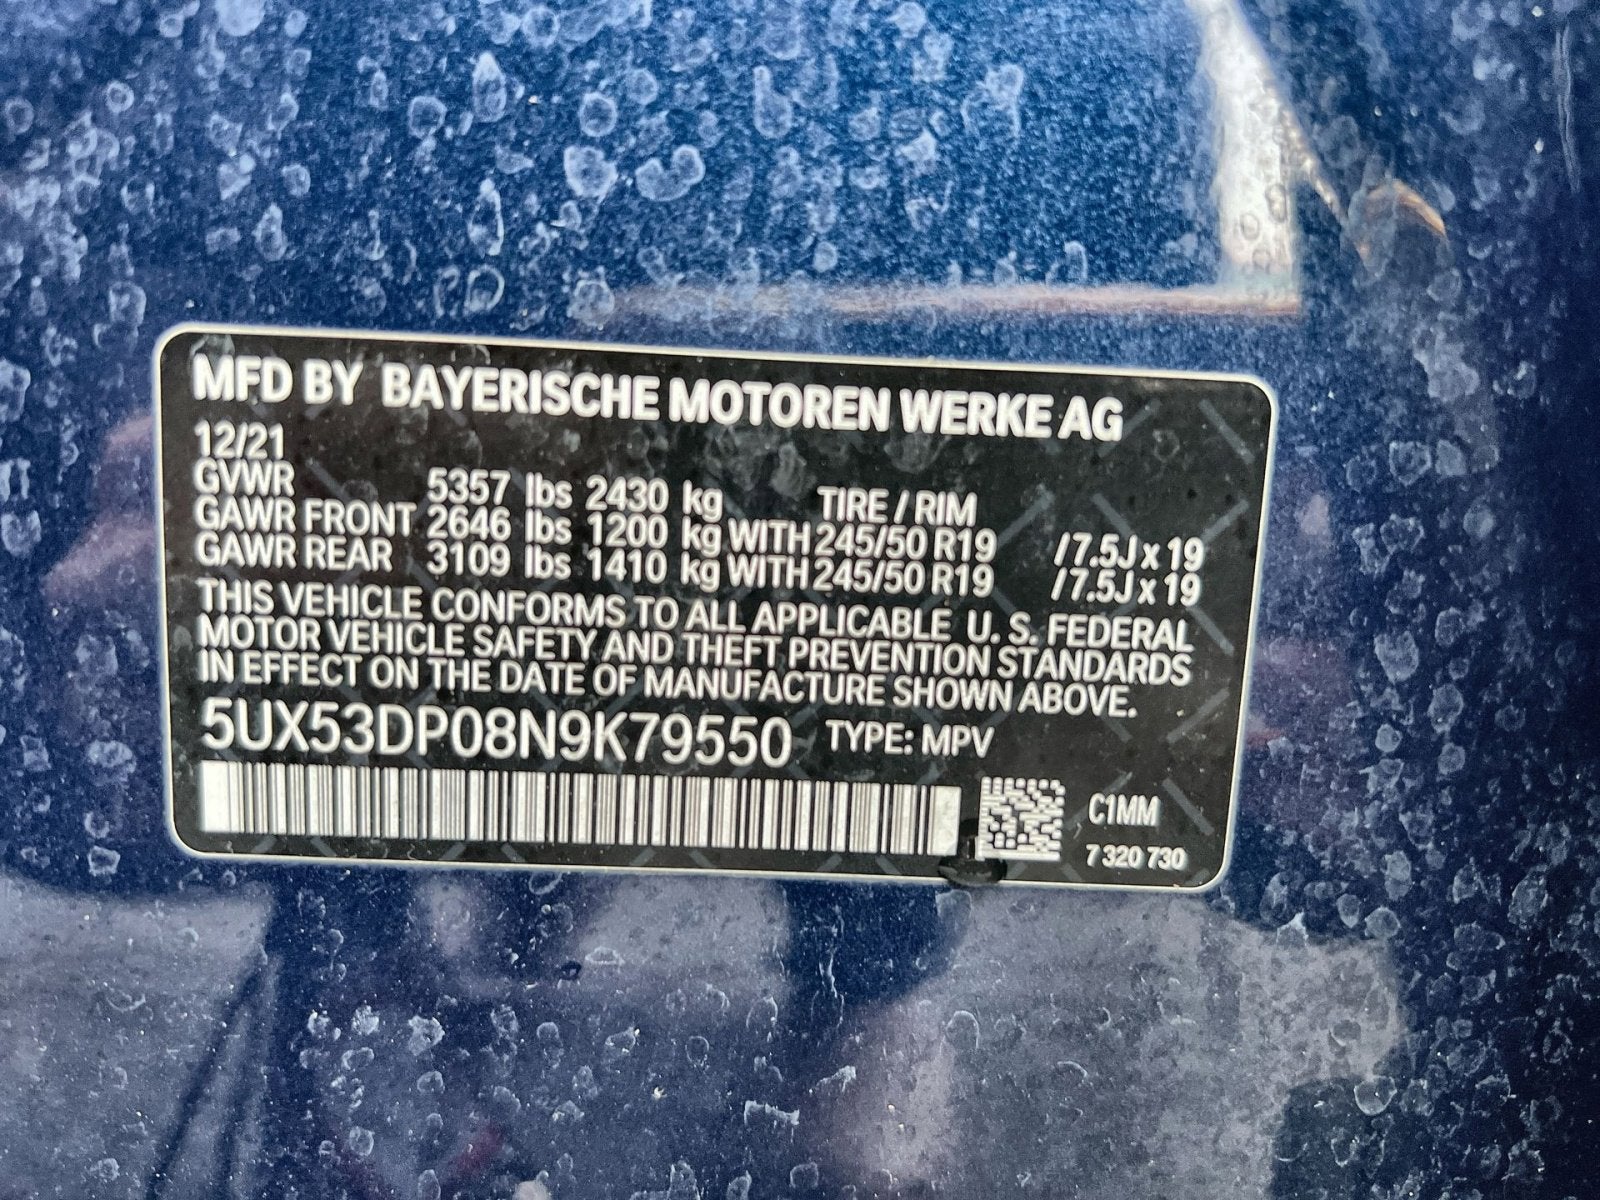 MFD BY BAYERISCHE MOTOREN WERKE AG
12/21
GVWR 5357 lbs 2430 kg TIRE / RIM
GAWR FRONT 2646 lbs 1200 kg WITH 245/50 R19 /7.5J x 19
GAWR REAR 3109 lbs 1410 kg WITH 245/50 R19 /7.5J x 19
THIS VEHICLE CONFORMS TO ALL APPLICABLE U. S. FEDERAL
MOTOR VEHICLE SAFETY AND THEFT PREVENTION STANDARDS
IN EFFECT ON THE DATE OF MANUFACTURE SHOWN ABOVE.
5UX53DP08N9K79550 TYPE: MPV
C1MM
7 320 730